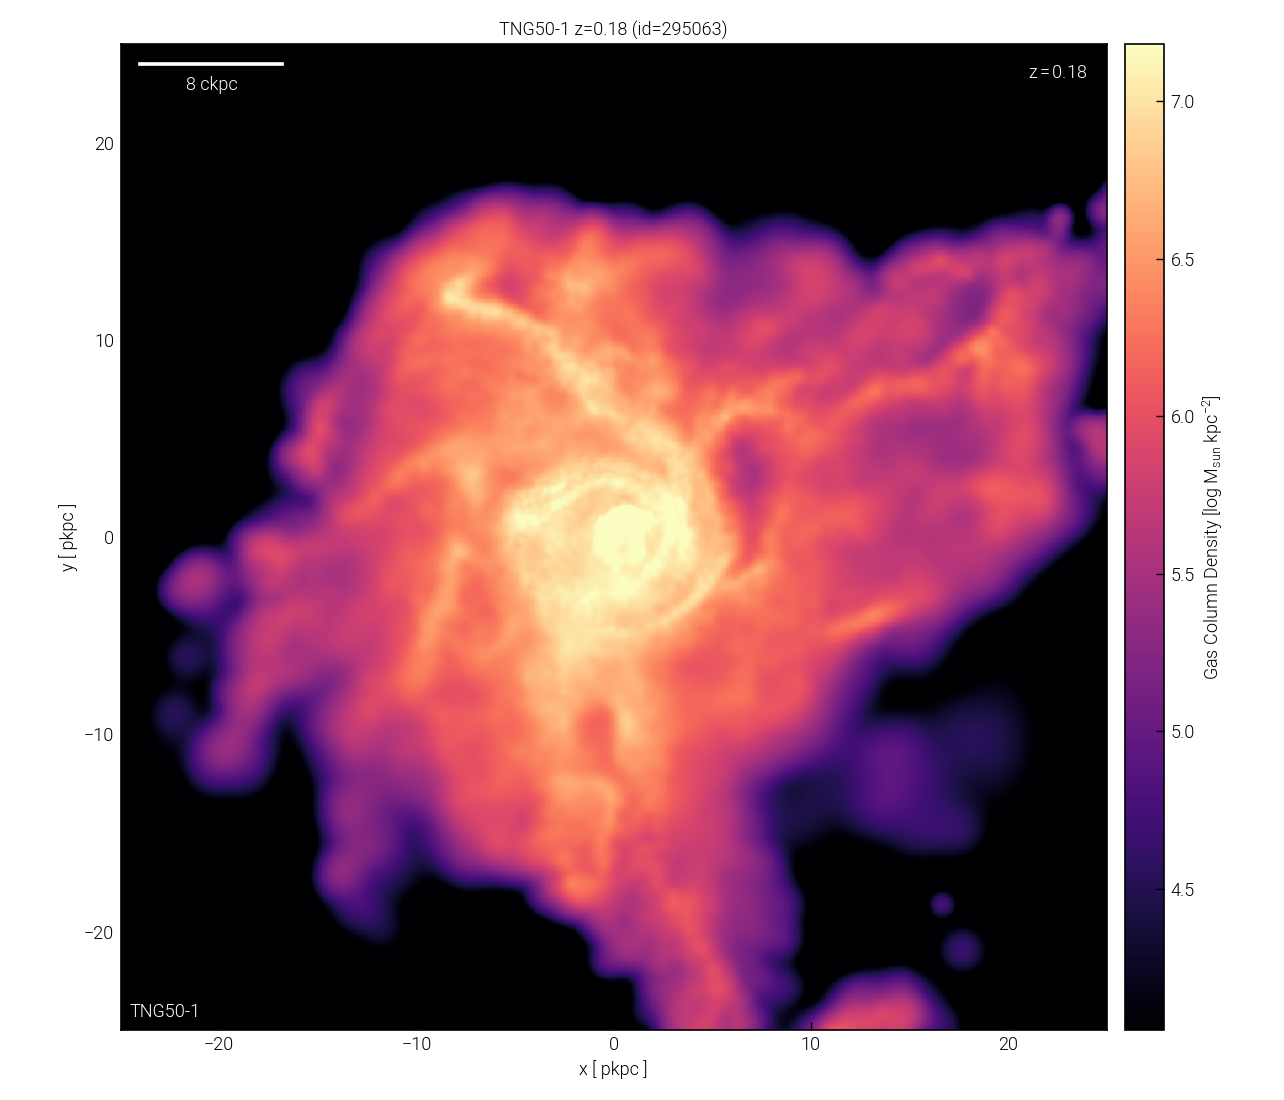 TNG50-1 z=0.18 (id=295063)
8 ckpc
z=0.18
20
10
0
−10
−20
y [ pkpc ]
TNG50-1
−20
−10
0
10
20
x [ pkpc ]
7.0
6.5
6.0
5.5
5.0
4.5
Gas Column Density [log M_sun kpc^−2]